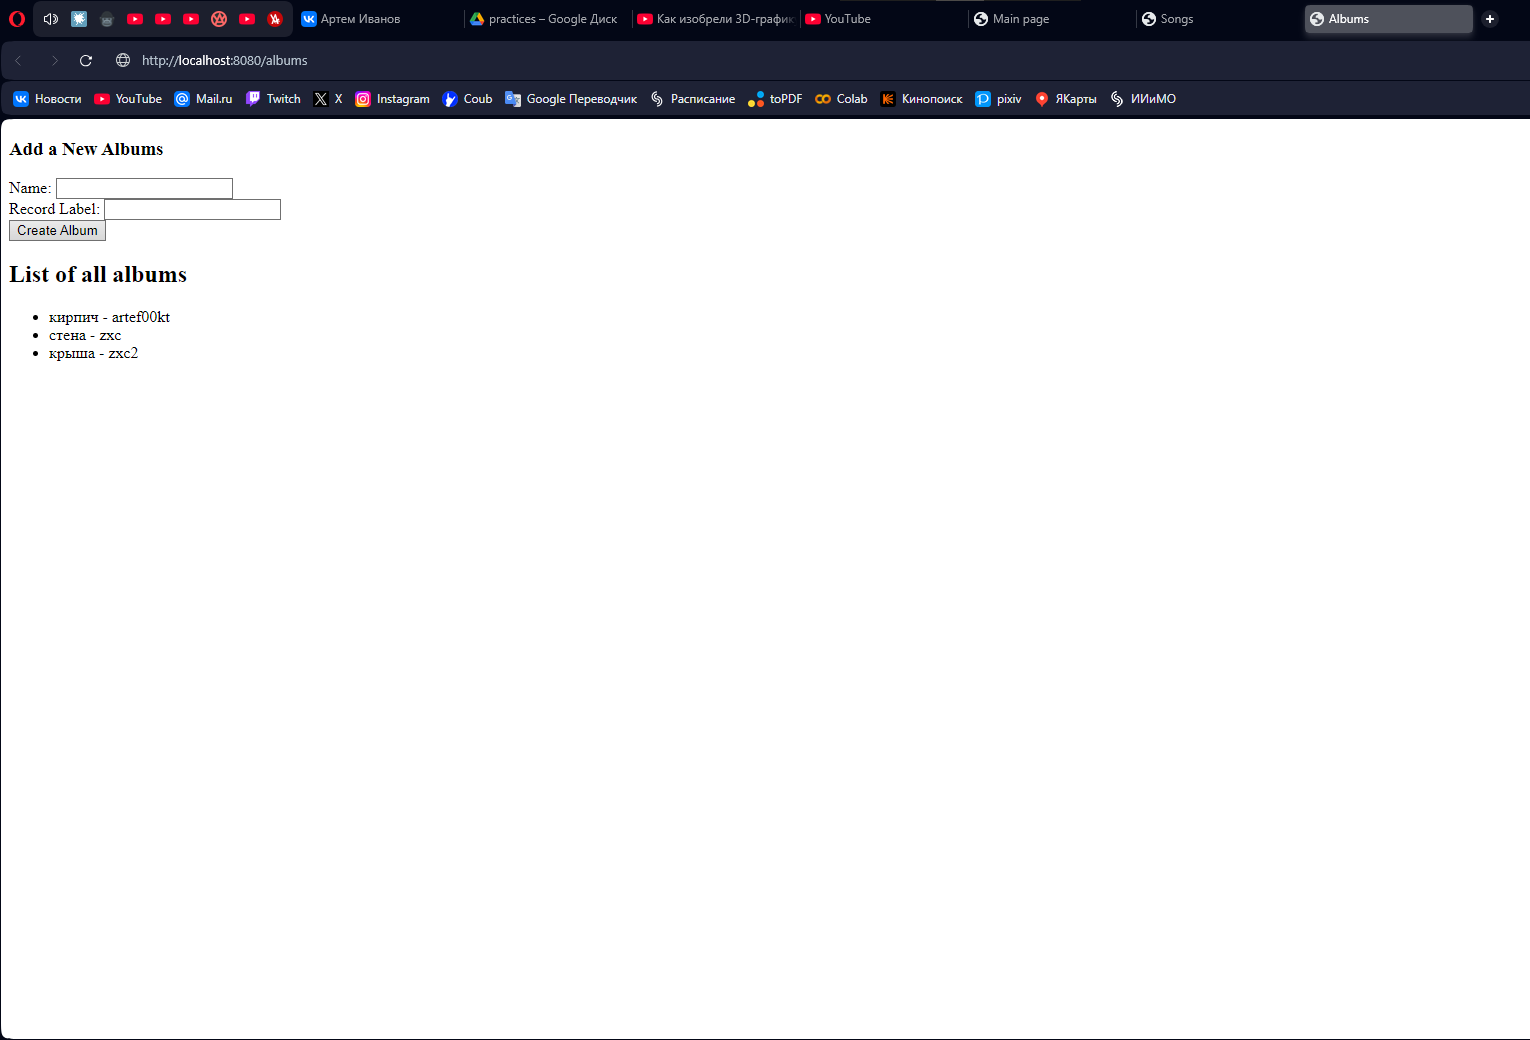 Артем Иванов
practices – Google Диск
Как изобрели 3D-график
YouTube
Main page
Songs
Albums
http://localhost:8080/albums
Новости YouTube Mail.ru Twitch X Instagram Coub Google Переводчик Расписание toPDF Colab Кинопоиск pixiv ЯКарты ИИиМО
Add a New Albums
Name:
Record Label:
Create Album
List of all albums
кирпич - artef00kt
стена - zxc
крыша - zxc2